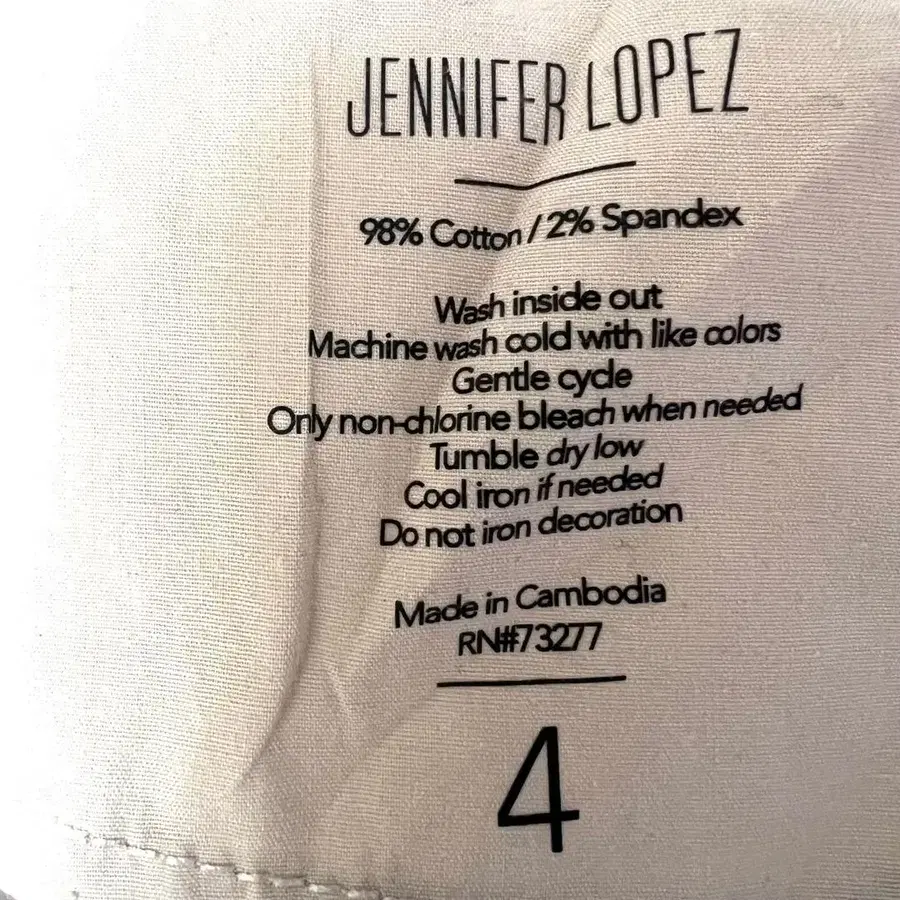 JENNIFER LOPEZ
98% Cotton / 2% Spandex
Wash inside out
Machine wash cold with like colors
Gentle cycle
Only non-chlorine bleach when needed
Tumble dry low
Cool iron if needed
Do not iron decoration
Made in Cambodia
RN#73277
4